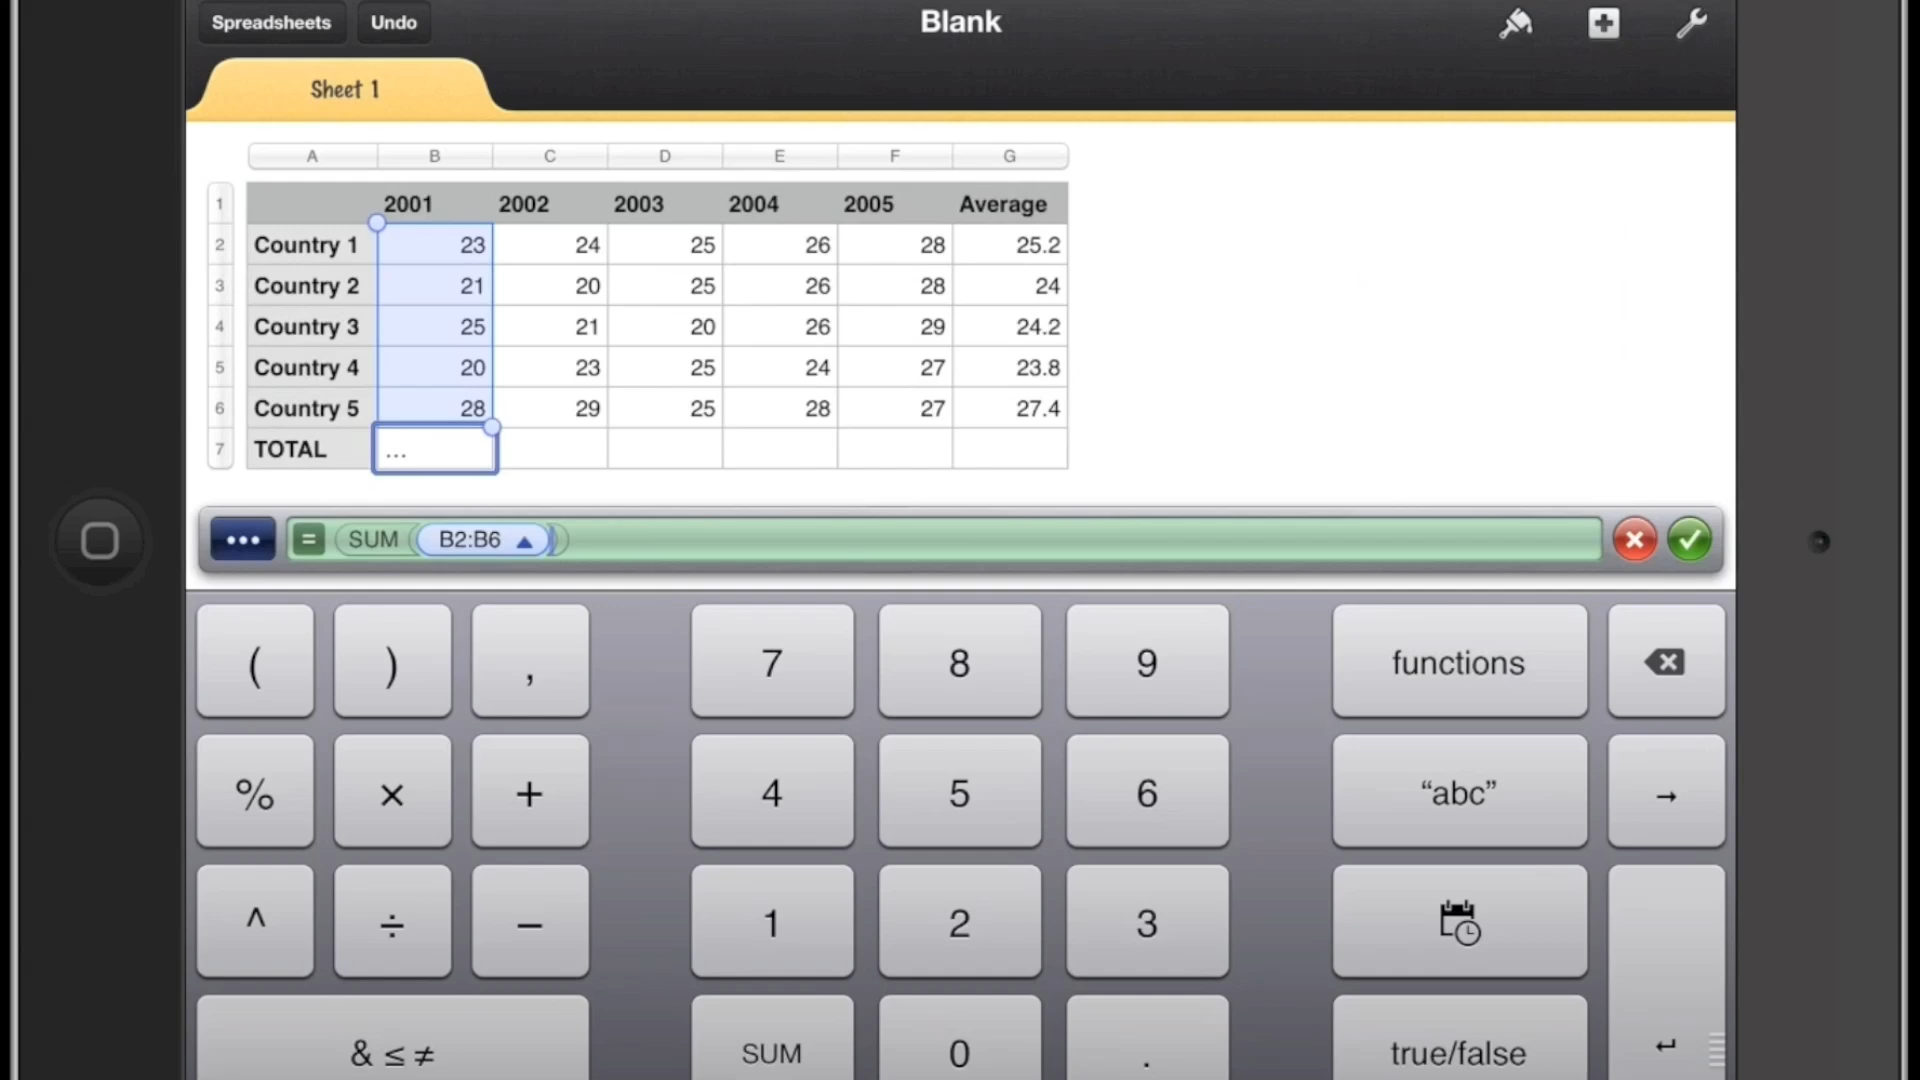 Spreadsheets Undo Blank
Sheet 1
A B C D E F G
1 2001 2002 2003 2004 2005 Average
2 Country 1 23 24 25 26 28 25.2
3 Country 2 21 20 25 26 28 24
4 Country 3 25 21 20 26 29 24.2
5 Country 4 20 23 25 24 27 23.8
6 Country 5 28 29 25 28 27 27.4
7 TOTAL ...
••• = SUM ( B2:B6 )
( ) , 7 8 9 functions
% × + 4 5 6 “abc” →
^ ÷ − 1 2 3
& ≤ ≠ SUM 0 . true/false ↵